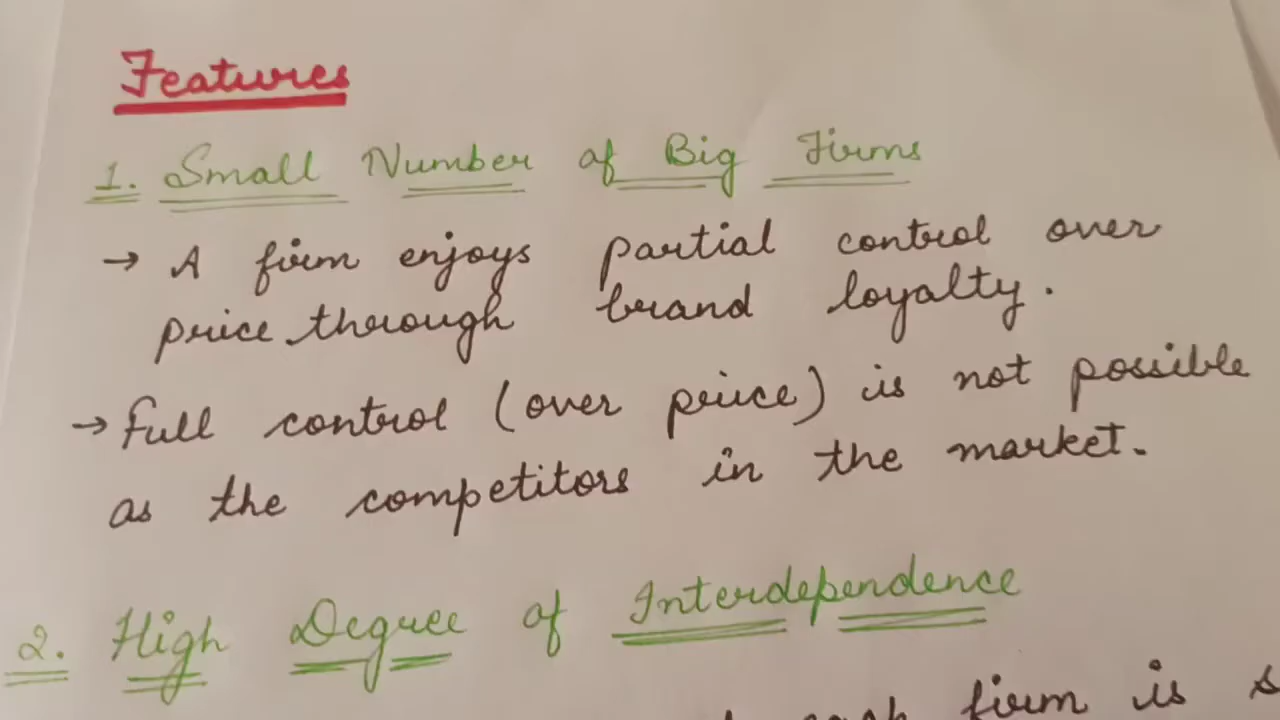 Features
1. Small Number of Big Firms
→ A firm enjoys partial control over
price through brand loyalty.
→ Full control (over price) is not possible
as the competitors in the market.
2. High Degree of Interdependence
firm is